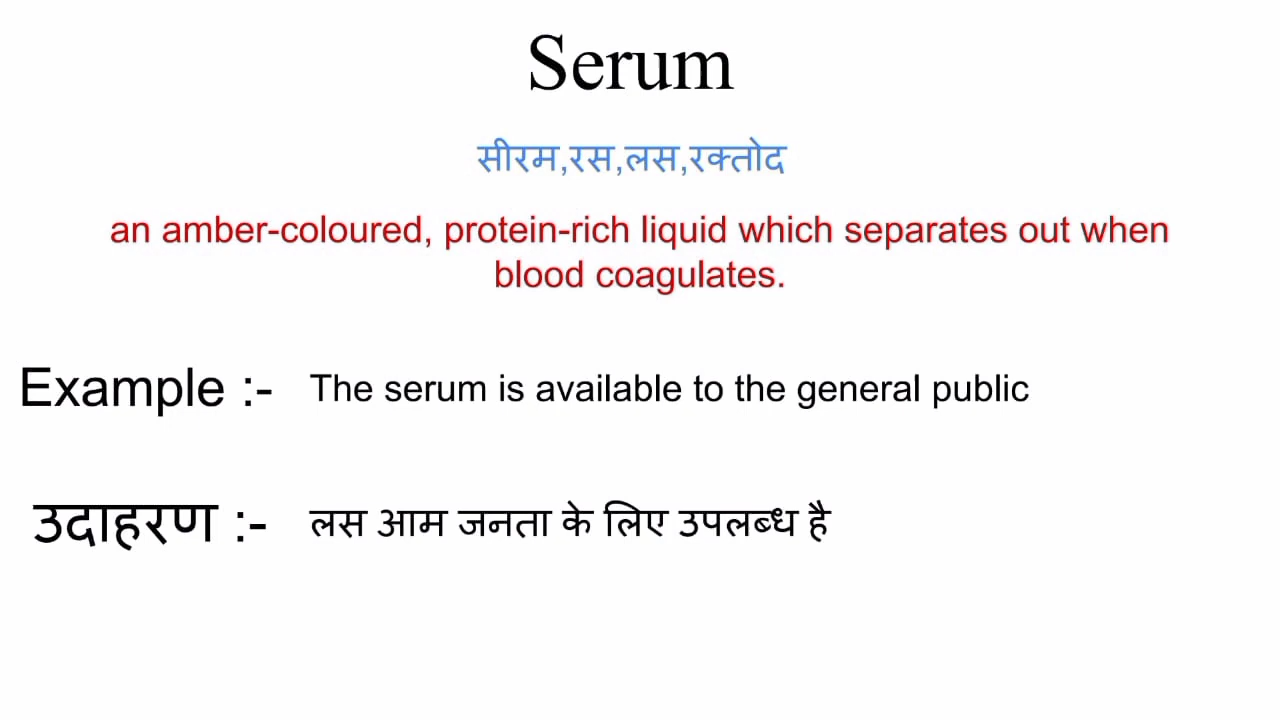 Serum
सीरम,रस,लस,रक्तोद
an amber-coloured, protein-rich liquid which separates out when
blood coagulates.
Example :- The serum is available to the general public
उदाहरण :- लस आम जनता के लिए उपलब्ध है